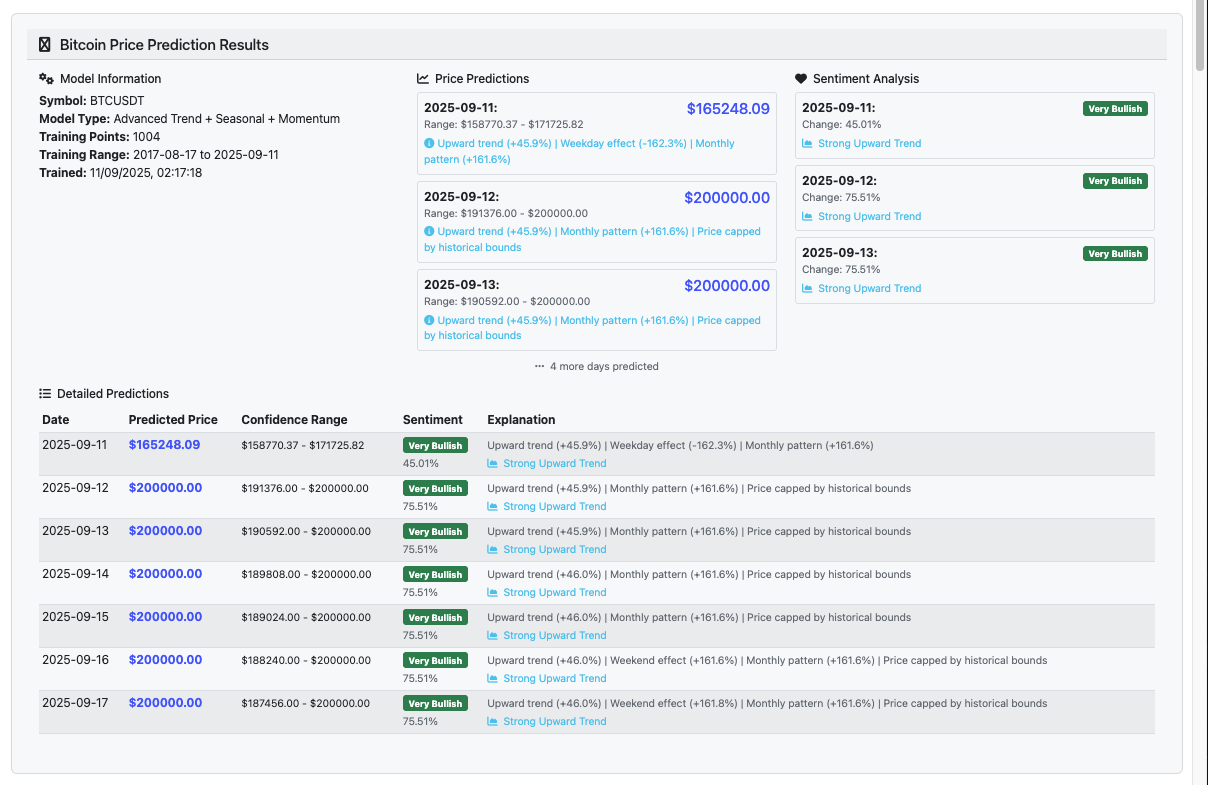 Bitcoin Price Prediction Results
Model Information
Symbol: BTCUSDT
Model Type: Advanced Trend + Seasonal + Momentum
Training Points: 1004
Training Range: 2017-08-17 to 2025-09-11
Trained: 11/09/2025, 02:17:18
Price Predictions
2025-09-11: $165248.09
Range: $158770.37 - $171725.82
Upward trend (+45.9%) | Weekday effect (-162.3%) | Monthly
pattern (+161.6%)
2025-09-12: $200000.00
Range: $191376.00 - $200000.00
Upward trend (+45.9%) | Monthly pattern (+161.6%) | Price capped
by historical bounds
2025-09-13: $200000.00
Range: $190592.00 - $200000.00
Upward trend (+45.9%) | Monthly pattern (+161.6%) | Price capped
by historical bounds
··· 4 more days predicted
Sentiment Analysis
2025-09-11: Very Bullish
Change: 45.01%
Strong Upward Trend
2025-09-12: Very Bullish
Change: 75.51%
Strong Upward Trend
2025-09-13: Very Bullish
Change: 75.51%
Strong Upward Trend
Detailed Predictions
Date Predicted Price Confidence Range Sentiment Explanation
2025-09-11 $165248.09 $158770.37 - $171725.82 Very Bullish Upward trend (+45.9%) | Weekday effect (-162.3%) | Monthly pattern (+161.6%)
45.01% Strong Upward Trend
2025-09-12 $200000.00 $191376.00 - $200000.00 Very Bullish Upward trend (+45.9%) | Monthly pattern (+161.6%) | Price capped by historical bounds
75.51% Strong Upward Trend
2025-09-13 $200000.00 $190592.00 - $200000.00 Very Bullish Upward trend (+45.9%) | Monthly pattern (+161.6%) | Price capped by historical bounds
75.51% Strong Upward Trend
2025-09-14 $200000.00 $189808.00 - $200000.00 Very Bullish Upward trend (+46.0%) | Monthly pattern (+161.6%) | Price capped by historical bounds
75.51% Strong Upward Trend
2025-09-15 $200000.00 $189024.00 - $200000.00 Very Bullish Upward trend (+46.0%) | Monthly pattern (+161.6%) | Price capped by historical bounds
75.51% Strong Upward Trend
2025-09-16 $200000.00 $188240.00 - $200000.00 Very Bullish Upward trend (+46.0%) | Weekend effect (+161.6%) | Monthly pattern (+161.6%) | Price capped by historical bounds
75.51% Strong Upward Trend
2025-09-17 $200000.00 $187456.00 - $200000.00 Very Bullish Upward trend (+46.0%) | Weekend effect (+161.8%) | Monthly pattern (+161.6%) | Price capped by historical bounds
75.51% Strong Upward Trend